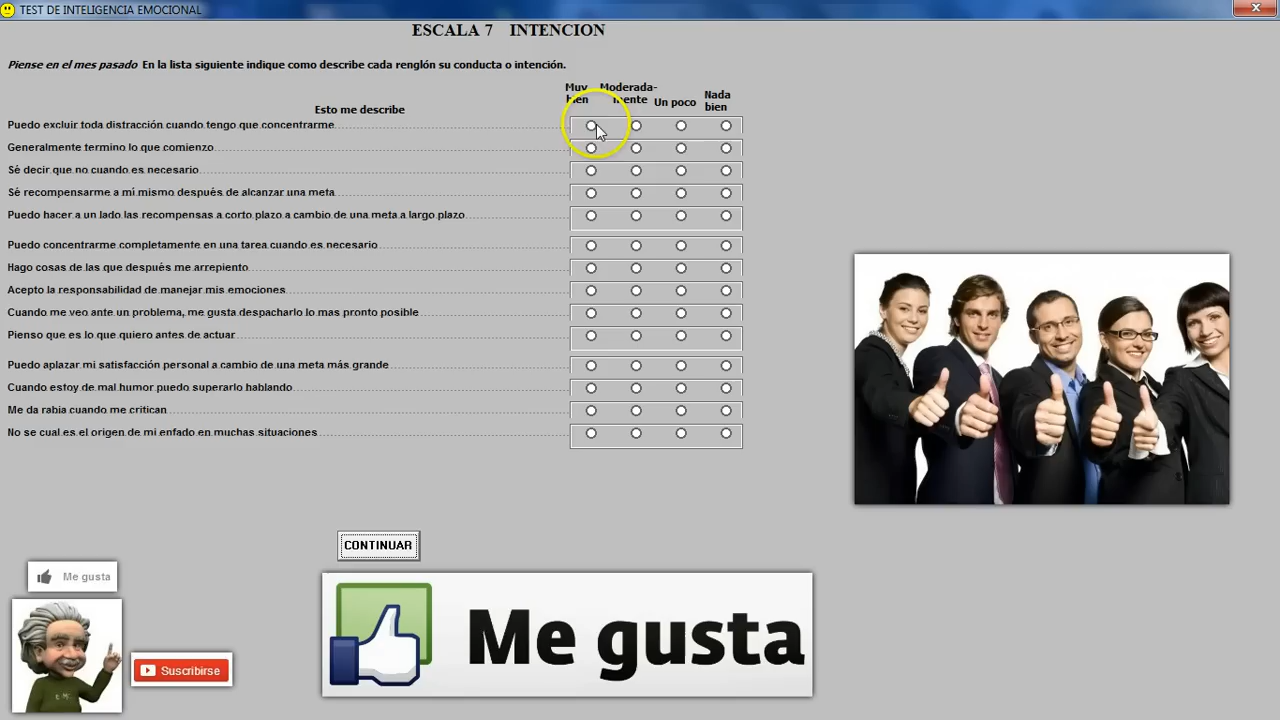 TEST DE INTELIGENCIA EMOCIONAL
ESCALA 7 INTENCION
Piense en el mes pasado En la lista siguiente indique como describe cada renglón su conducta o intención.
Esto me describe
Muy bien
Moderada-
mente
Un poco
Nada
bien
Puedo excluir toda distracción cuando tengo que concentrarme
Generalmente termino lo que comienzo
Sé decir que no cuando es necesario
Sé recompensarme a mí mismo después de alcanzar una meta
Puedo hacer a un lado las recompensas a corto plazo a cambio de una meta a largo plazo
Puedo concentrarme completamente en una tarea cuando es necesario
Hago cosas de las que después me arrepiento
Acepto la responsabilidad de manejar mis emociones
Cuando me veo ante un problema, me gusta despacharlo lo mas pronto posible
Pienso que es lo que quiero antes de actuar
Puedo aplazar mi satisfacción personal a cambio de una meta más grande
Cuando estoy de mal humor puedo superarlo hablando
Me da rabia cuando me critican
No se cual es el origen de mi enfado en muchas situaciones
CONTINUAR
Me gusta
Me gusta
Suscribirse